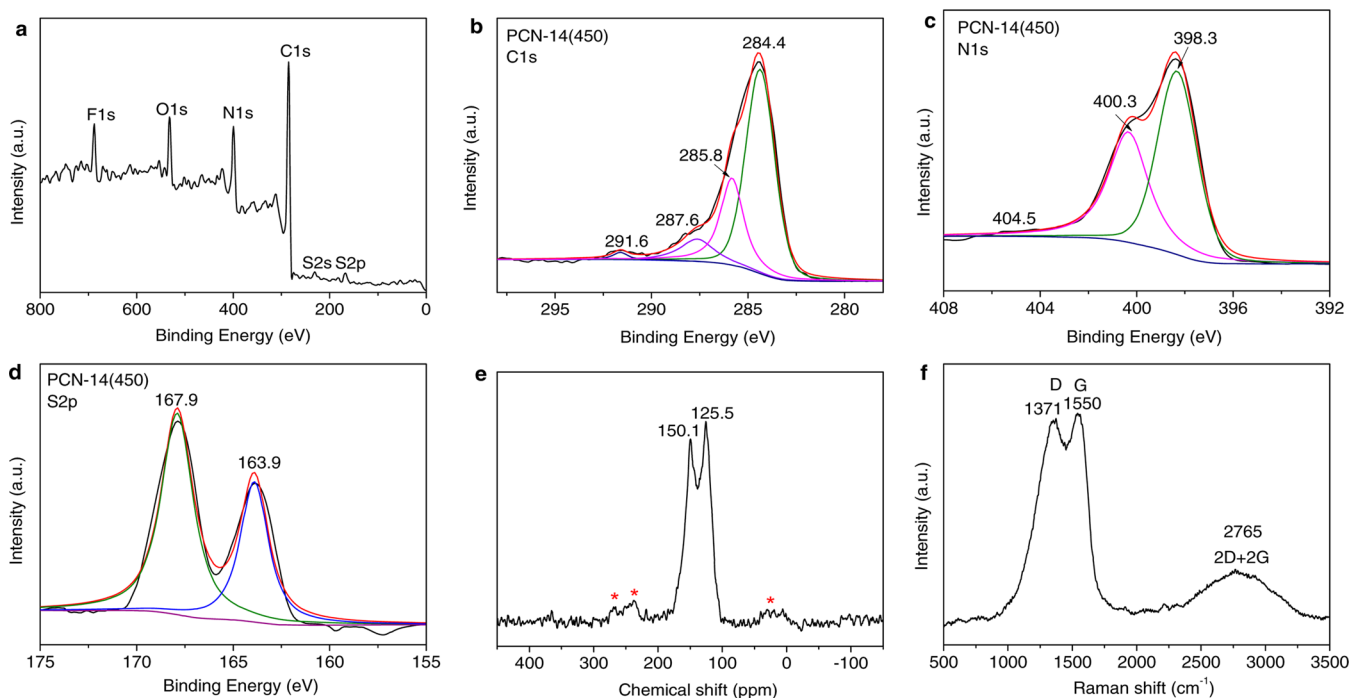 a
C1s
F1s
O1s
N1s
S2s S2p
Intensity (a.u.)
800 600 400 200 0
Binding Energy (eV)
b
PCN-14(450)
C1s
284.4
285.8
287.6
291.6
Intensity (a.u.)
295 290 285 280
Binding Energy (eV)
c
PCN-14(450)
N1s
398.3
400.3
404.5
Intensity (a.u.)
408 404 400 396 392
Binding Energy (eV)
d
PCN-14(450)
S2p
167.9
163.9
Intensity (a.u.)
175 170 165 160 155
Binding Energy (eV)
e
125.5
150.1
* * *
Intensity (a.u.)
400 300 200 100 0 -100
Chemical shift (ppm)
f
D G
1371 1550
2765
2D+2G
Intensity (a.u.)
500 1000 1500 2000 2500 3000 3500
Raman shift (cm⁻¹)